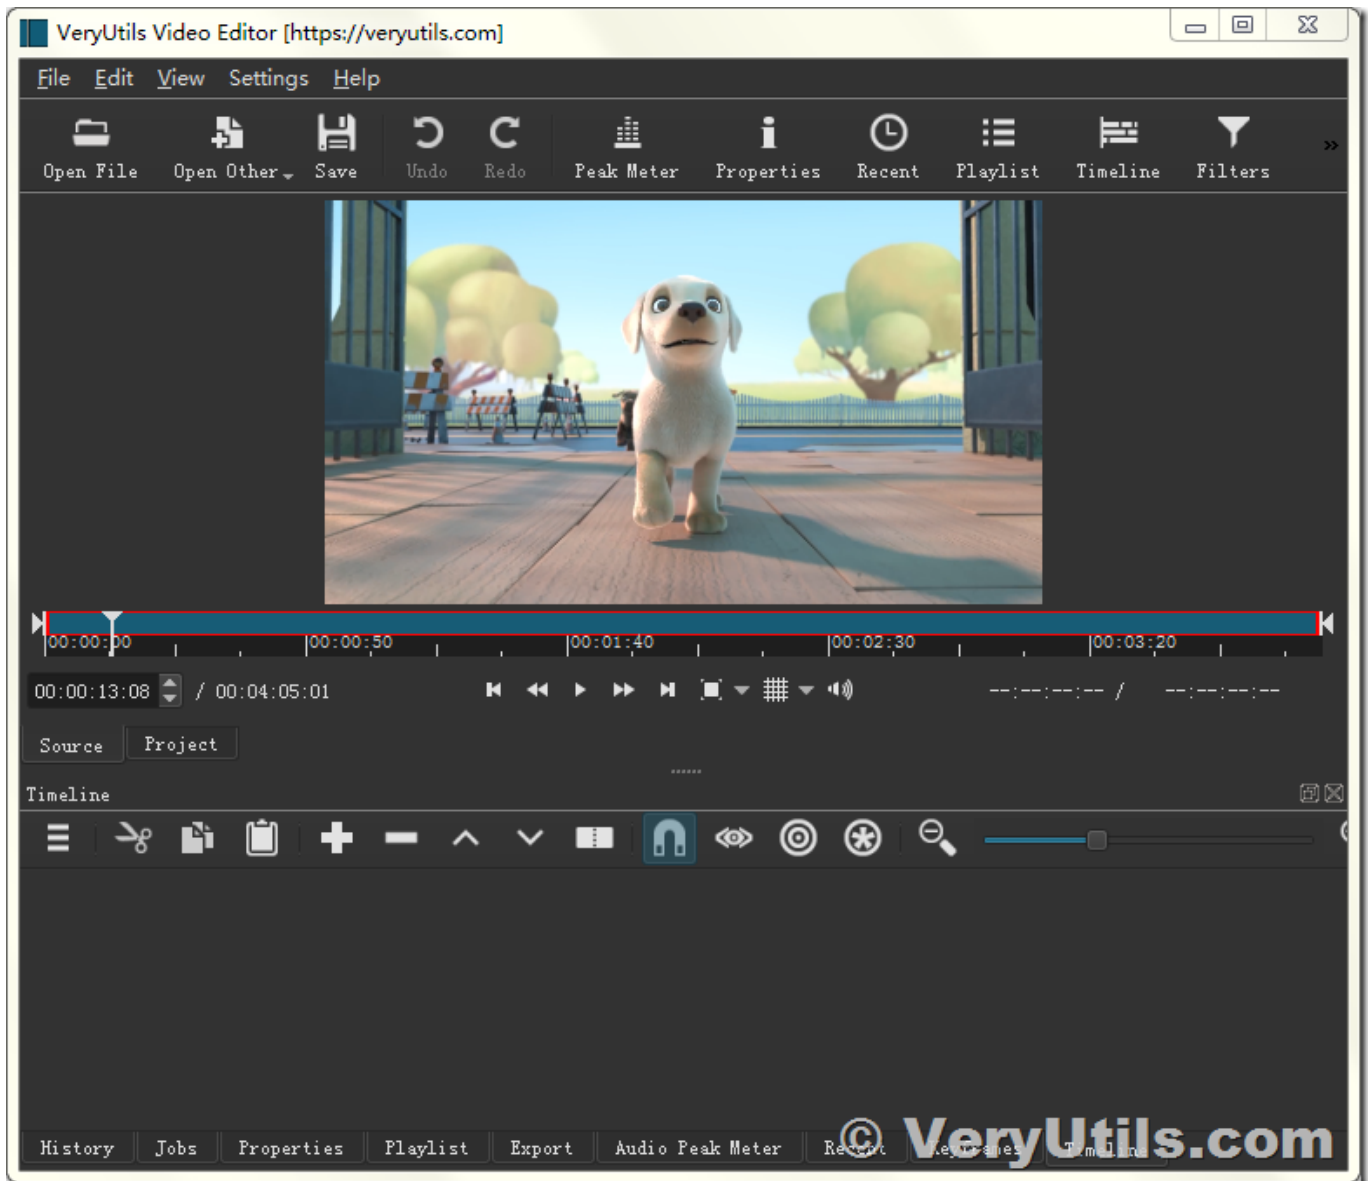 VeryUtils Video Editor [https://veryutils.com]
File Edit View Settings Help
Open File Open Other Save Undo Redo Peak Meter Properties Recent Playlist Timeline Filters
00:00:00 00:00:50 00:01:40 00:02:30 00:03:20
00:00:13:08 / 00:04:05:01 --:--:--:-- / --:--:--:--
Source Project
Timeline
History Jobs Properties Playlist Export Audio Peak Meter Recent Keyframes Timeline
© VeryUtils.com